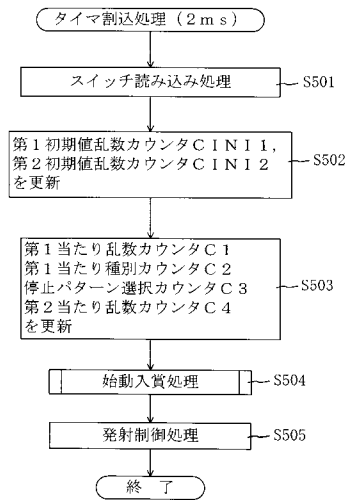 タイマ割込処理(2ms)
スイッチ読み込み処理
S501
第1初期値乱数カウンタCINI1,
第2初期値乱数カウンタCINI2
を更新
S502
第1当たり乱数カウンタC1
第1当たり種別カウンタC2
停止パターン選択カウンタC3
第2当たり乱数カウンタC4
を更新
S503
始動入賞処理
S504
発射制御処理
S505
終 了